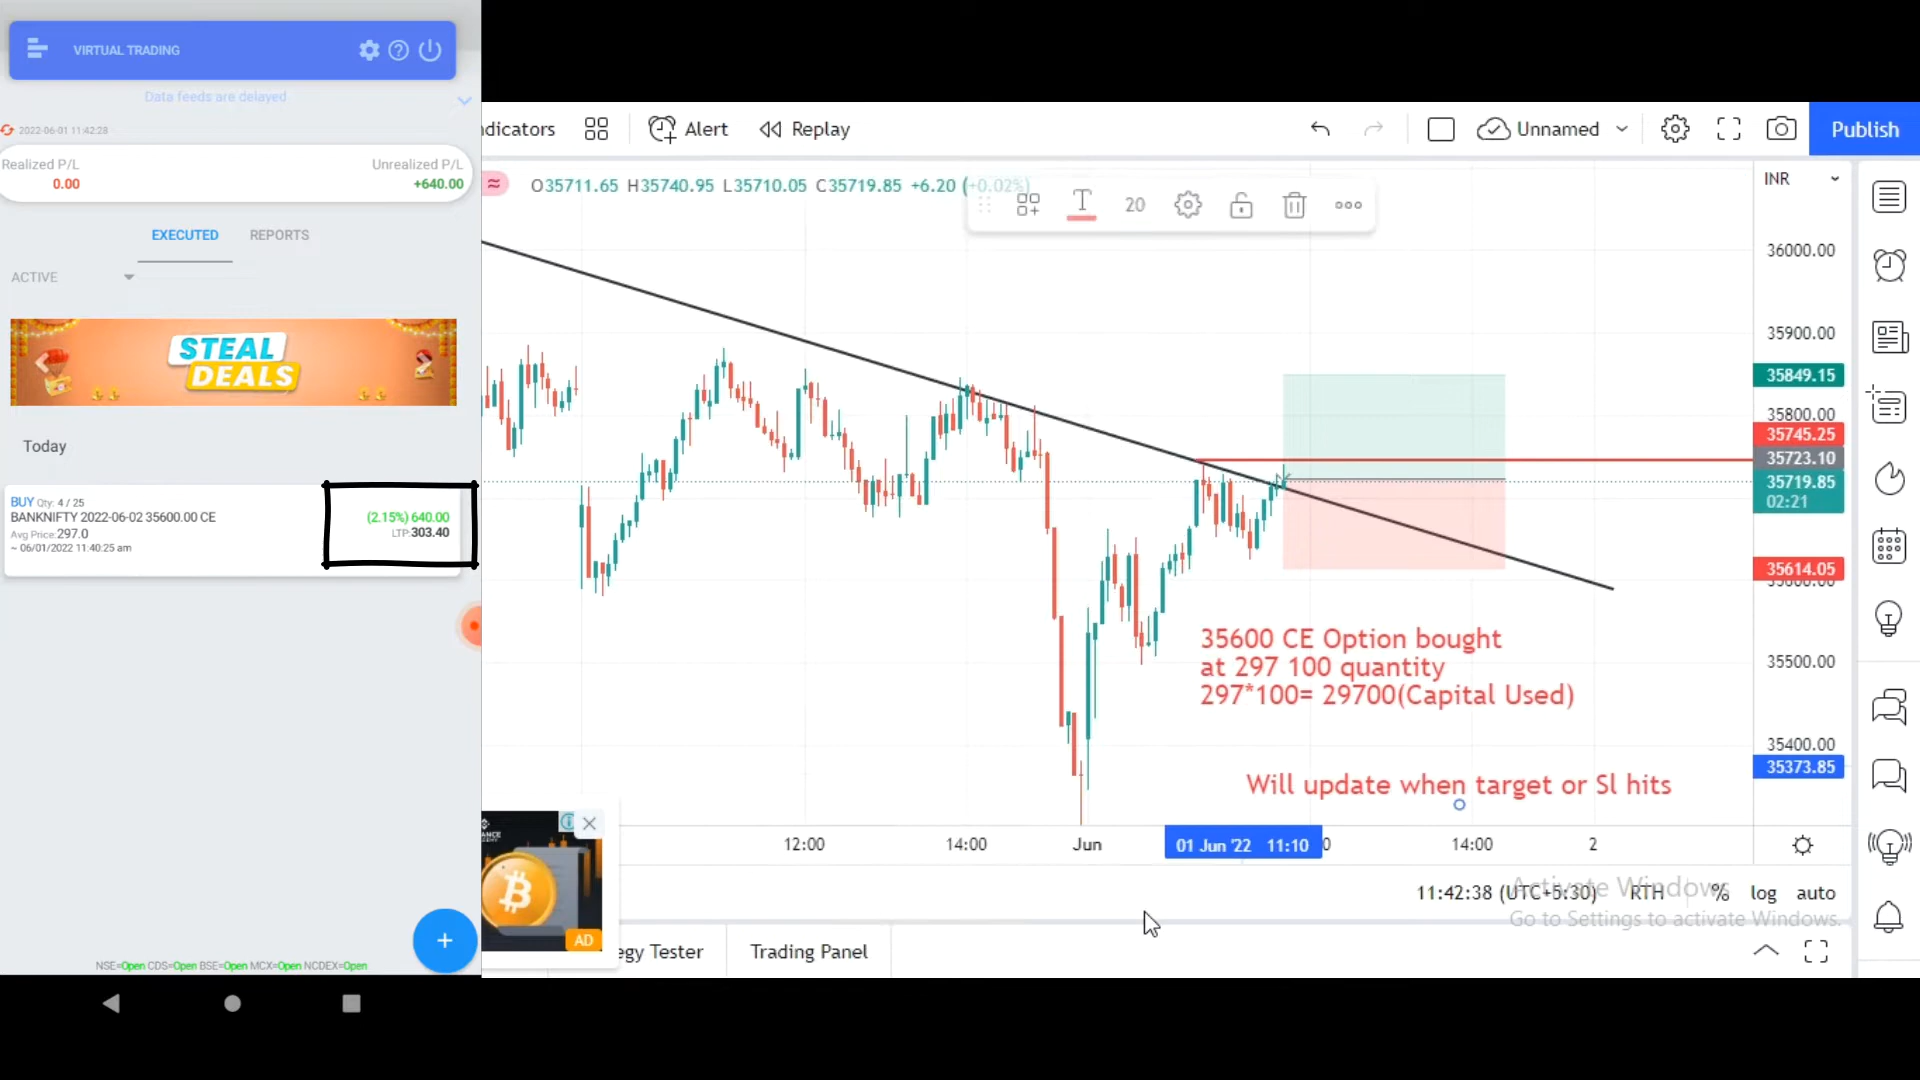 VIRTUAL TRADING
Data feeds are delayed
2022-06-01 11:42:28
Realized P/L
0.00
Unrealized P/L
+640.00
EXECUTED
REPORTS
ACTIVE
STEAL
DEALS
Today
BUY Qty: 4 / 25
BANKNIFTY 2022-06-02 35600.00 CE
Avg Price:297.0
~ 06/01/2022 11:40:25 am
(2.15%) 640.00
LTP:303.40
+
NSE=Open CDS=Open BSE=Open MCX=Open NCDEX=Open
ndicators
Alert
Replay
Unnamed
Publish
O35711.65 H35740.95 L35710.05 C35719.85 +6.20 (+0.02%)
T
20
INR
36000.00
35900.00
35849.15
35800.00
35745.25
35723.10
35719.85
02:21
35614.05
35600.00
35500.00
35400.00
35373.85
35600 CE Option bought
at 297 100 quantity
297*100= 29700(Capital Used)
Will update when target or Sl hits
12:00
14:00
Jun
01 Jun '22 11:10
0
14:00
2
11:42:38 (UTC+5:30)
RTH
%
log
auto
Activate Windows
Go to Settings to activate Windows.
ANCE
AD
egy Tester
Trading Panel